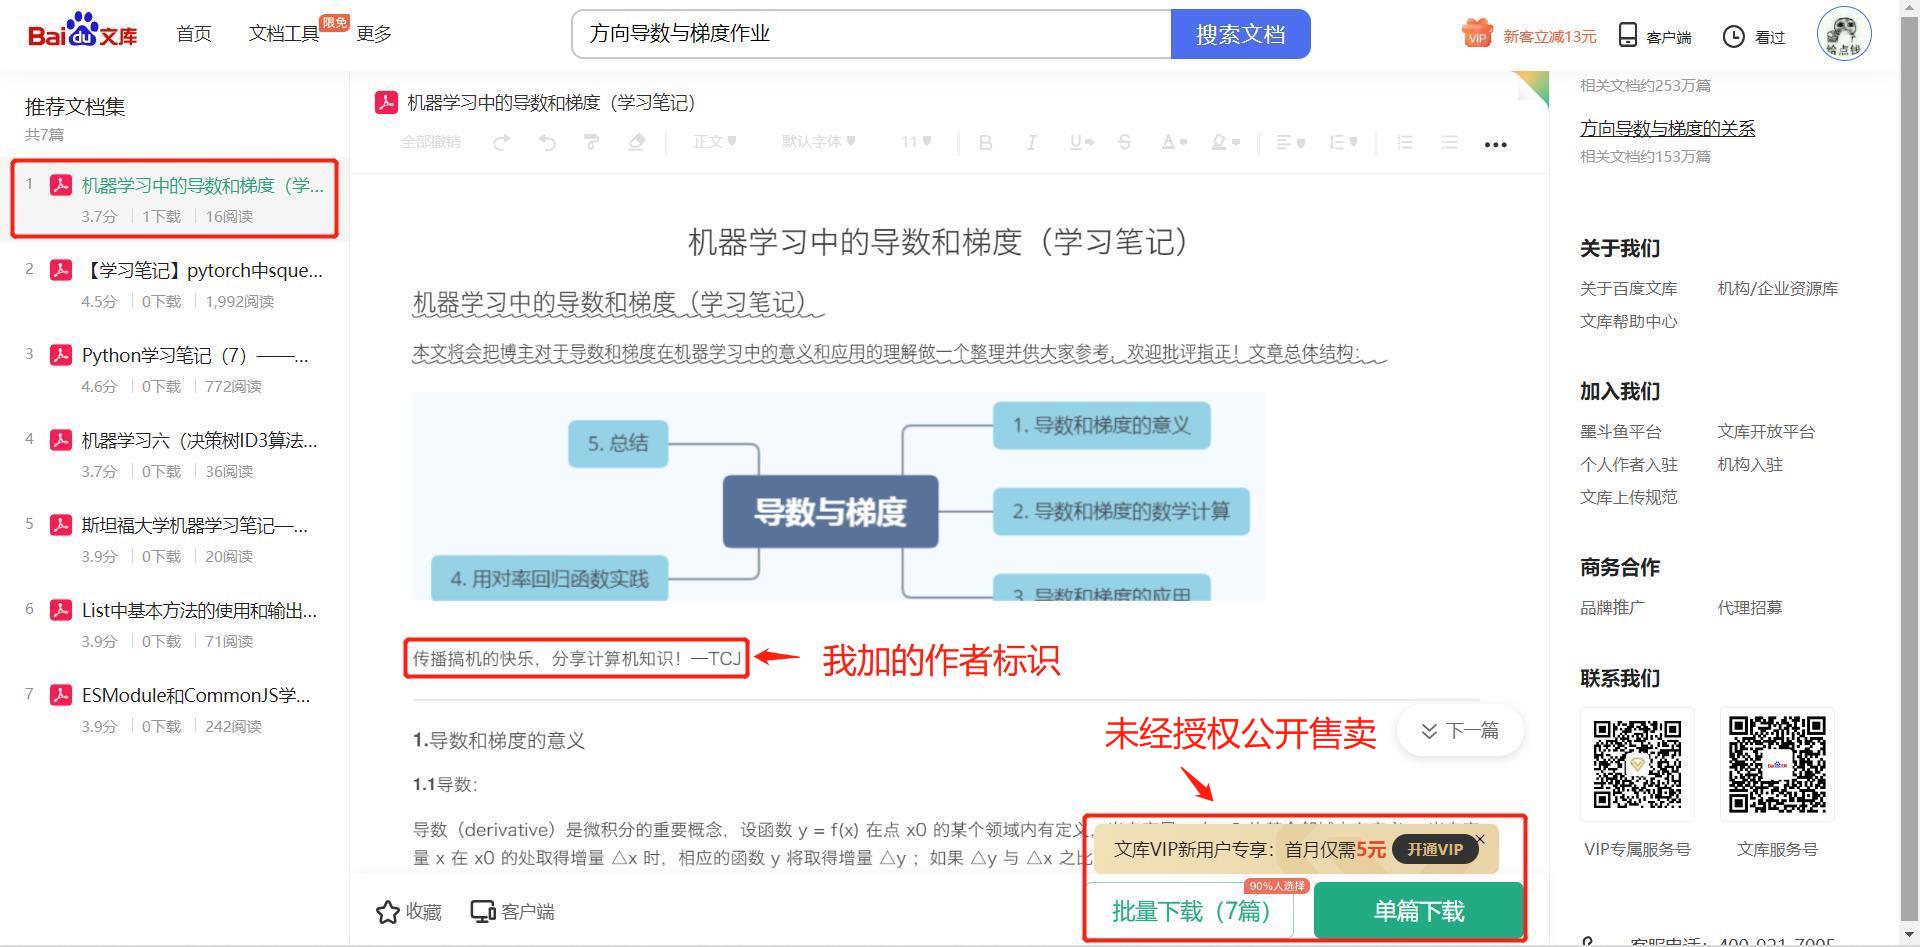 Baidu文库
首页
文档工具
限免
更多
方向导数与梯度作业
搜索文档
VIP
新客立减13元
客户端
看过
恰点钱
推荐文档集
共7篇
1 机器学习中的导数和梯度（学...
3.7分 1下载 16阅读
2 【学习笔记】pytorch中sque...
4.5分 0下载 1,992阅读
3 Python学习笔记（7）——...
4.6分 0下载 772阅读
4 机器学习六（决策树ID3算法...
3.7分 0下载 36阅读
5 斯坦福大学机器学习笔记—...
3.9分 0下载 20阅读
6 List中基本方法的使用和输出...
3.9分 0下载 71阅读
7 ESModule和CommonJS学...
3.9分 0下载 242阅读
机器学习中的导数和梯度（学习笔记）
全部撤销 正文 默认字体 11 B I U S A
机器学习中的导数和梯度（学习笔记）
机器学习中的导数和梯度（学习笔记）
本文将会把博主对于导数和梯度在机器学习中的意义和应用的理解做一个整理并供大家参考，欢迎批评指正！文章总体结构：
5. 总结
1. 导数和梯度的意义
导数与梯度
2. 导数和梯度的数学计算
4. 用对率回归函数实践
3. 导数和梯度的应用
传播搞机的快乐，分享计算机知识！—TCJ
我加的作者标识
1.导数和梯度的意义
未经授权公开售卖
下一篇
1.1导数：
导数（derivative）是微积分的重要概念，设函数 y = f(x) 在点 x0 的某个领域内有定义，
量 x 在 x0 的处取得增量 △x 时，相应的函数 y 将取得增量 △y ；如果 △y 与 △x 之比
文库VIP新用户专享：首月仅需5元 开通VIP
90%人选择
批量下载（7篇）
单篇下载
收藏
客户端
相关文档约253万篇
方向导数与梯度的关系
相关文档约153万篇
关于我们
关于百度文库 机构/企业资源库
文库帮助中心
加入我们
墨斗鱼平台 文库开放平台
个人作者入驻 机构入驻
文库上传规范
商务合作
品牌推广 代理招募
联系我们
VIP专属服务号 文库服务号
客服电话：400-921-7005